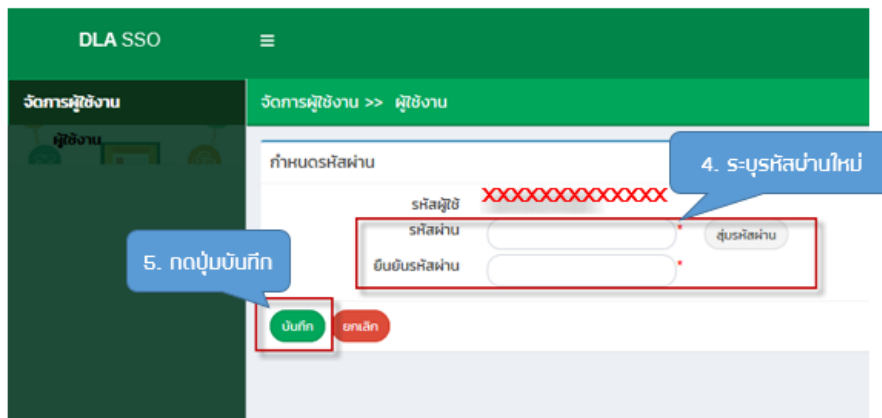 DLA SSO
จัดการผู้ใช้งาน
จัดการผู้ใช้งาน >> ผู้ใช้งาน
ผู้ใช้งาน
กำหนดรหัสผ่าน
4. ระบุรหัสผ่านใหม่
รหัสผู้ใช้ XXXXXXXXXXXXX
รหัสผ่าน * สุ่มรหัสผ่าน
5. กดปุ่มบันทึก
ยืนยันรหัสผ่าน *
บันทึก ยกเลิก